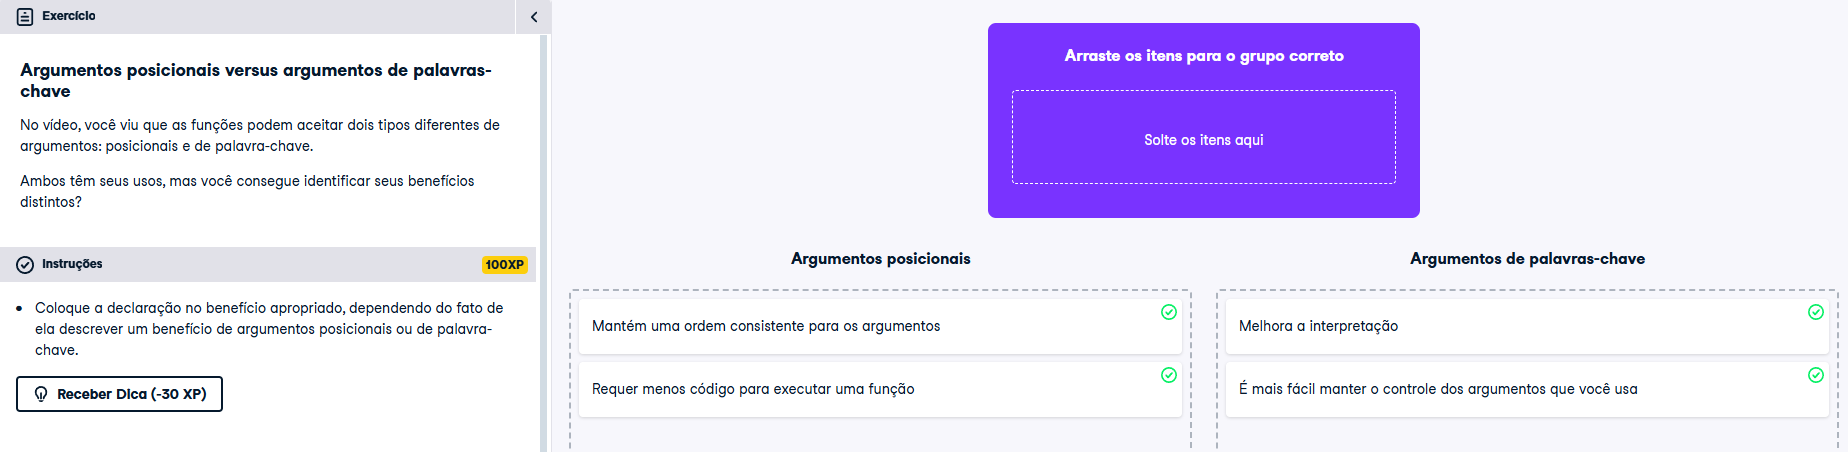 Exercício
Argumentos posicionais versus argumentos de palavras-
chave
No vídeo, você viu que as funções podem aceitar dois tipos diferentes de
argumentos: posicionais e de palavra-chave.
Ambos têm seus usos, mas você consegue identificar seus benefícios
distintos?
Instruções
100XP
Coloque a declaração no benefício apropriado, dependendo do fato de
ela descrever um benefício de argumentos posicionais ou de palavra-
chave.
Receber Dica (-30 XP)
Arraste os itens para o grupo correto
Solte os itens aqui
Argumentos posicionais
Mantém uma ordem consistente para os argumentos
Requer menos código para executar uma função
Argumentos de palavras-chave
Melhora a interpretação
É mais fácil manter o controle dos argumentos que você usa